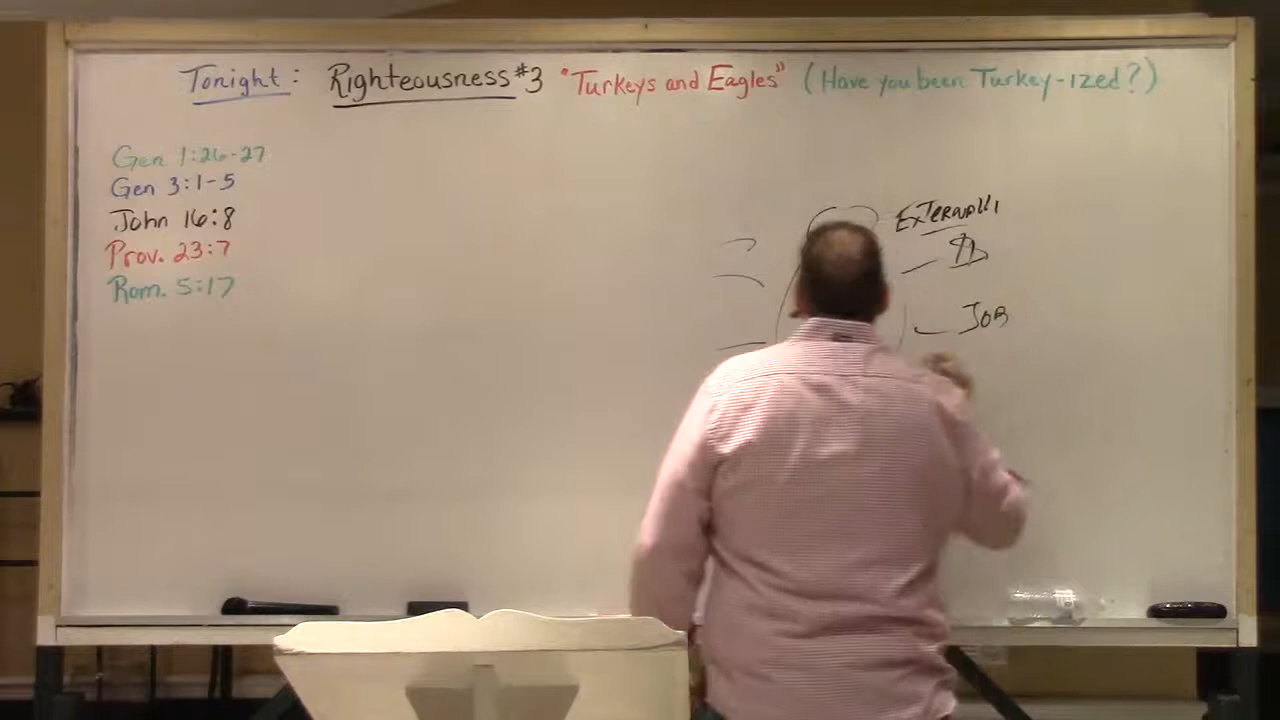 Tonight: Righteousness #3 "Turkeys and Eagles" (Have you been Turkey-ized?)
Gen 1:26-27
Gen 3:1-5
John 16:8
Prov. 23:7
Rom. 5:17
JOB